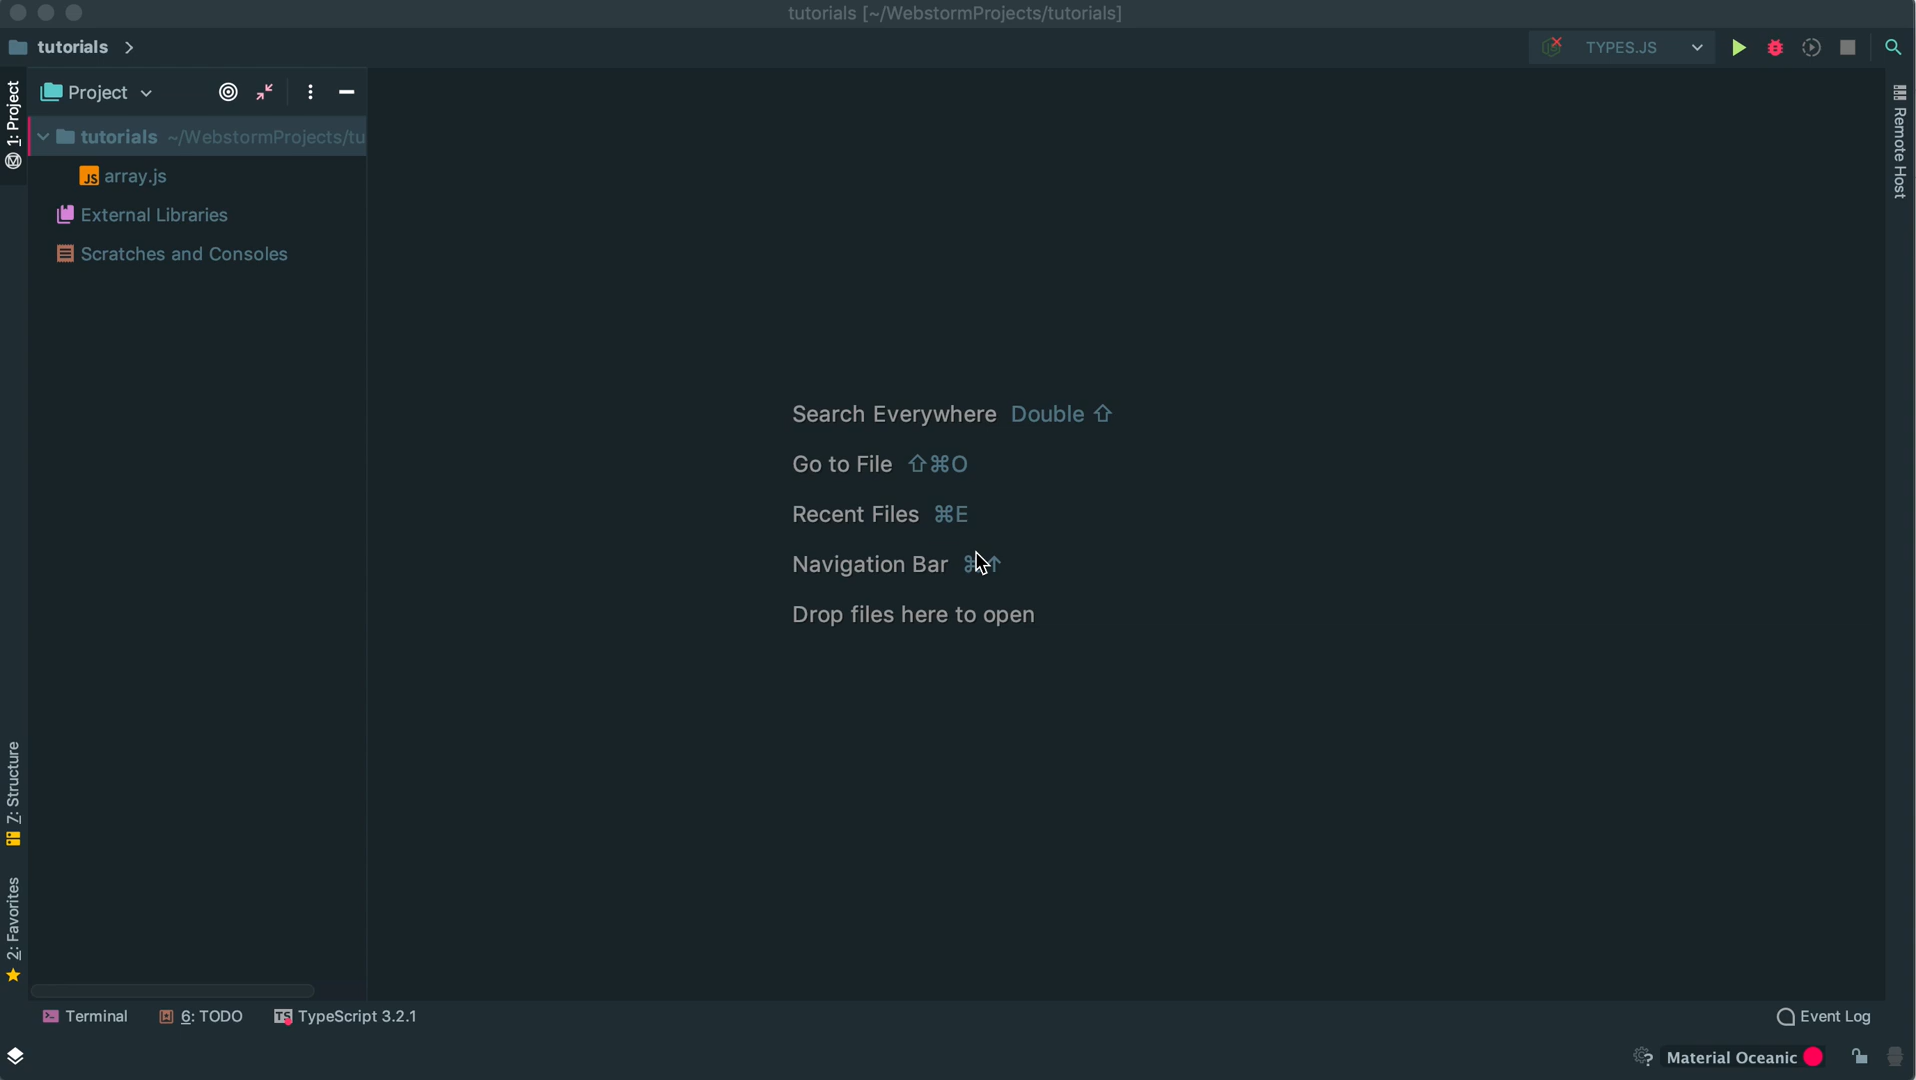 tutorials [~/WebstormProjects/tutorials]
tutorials
TYPES.JS
1: Project
Project
tutorials ~/WebstormProjects/tu
JS array.js
External Libraries
Scratches and Consoles
Remote Host
Search Everywhere Double ⇧
Go to File ⇧⌘O
Recent Files ⌘E
Navigation Bar ⌘↑
Drop files here to open
7: Structure
2: Favorites
Terminal
6: TODO
TS TypeScript 3.2.1
Event Log
Material Oceanic